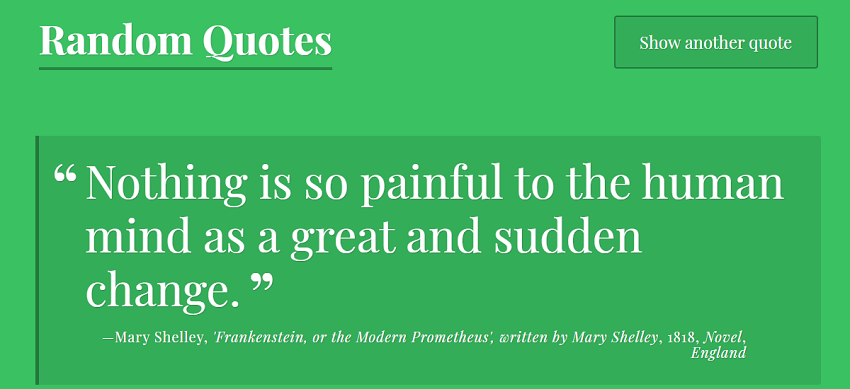 Random Quotes
Show another quote
“ Nothing is so painful to the human
mind as a great and sudden
change. ”
—Mary Shelley, 'Frankenstein, or the Modern Prometheus', written by Mary Shelley, 1818, Novel,
England